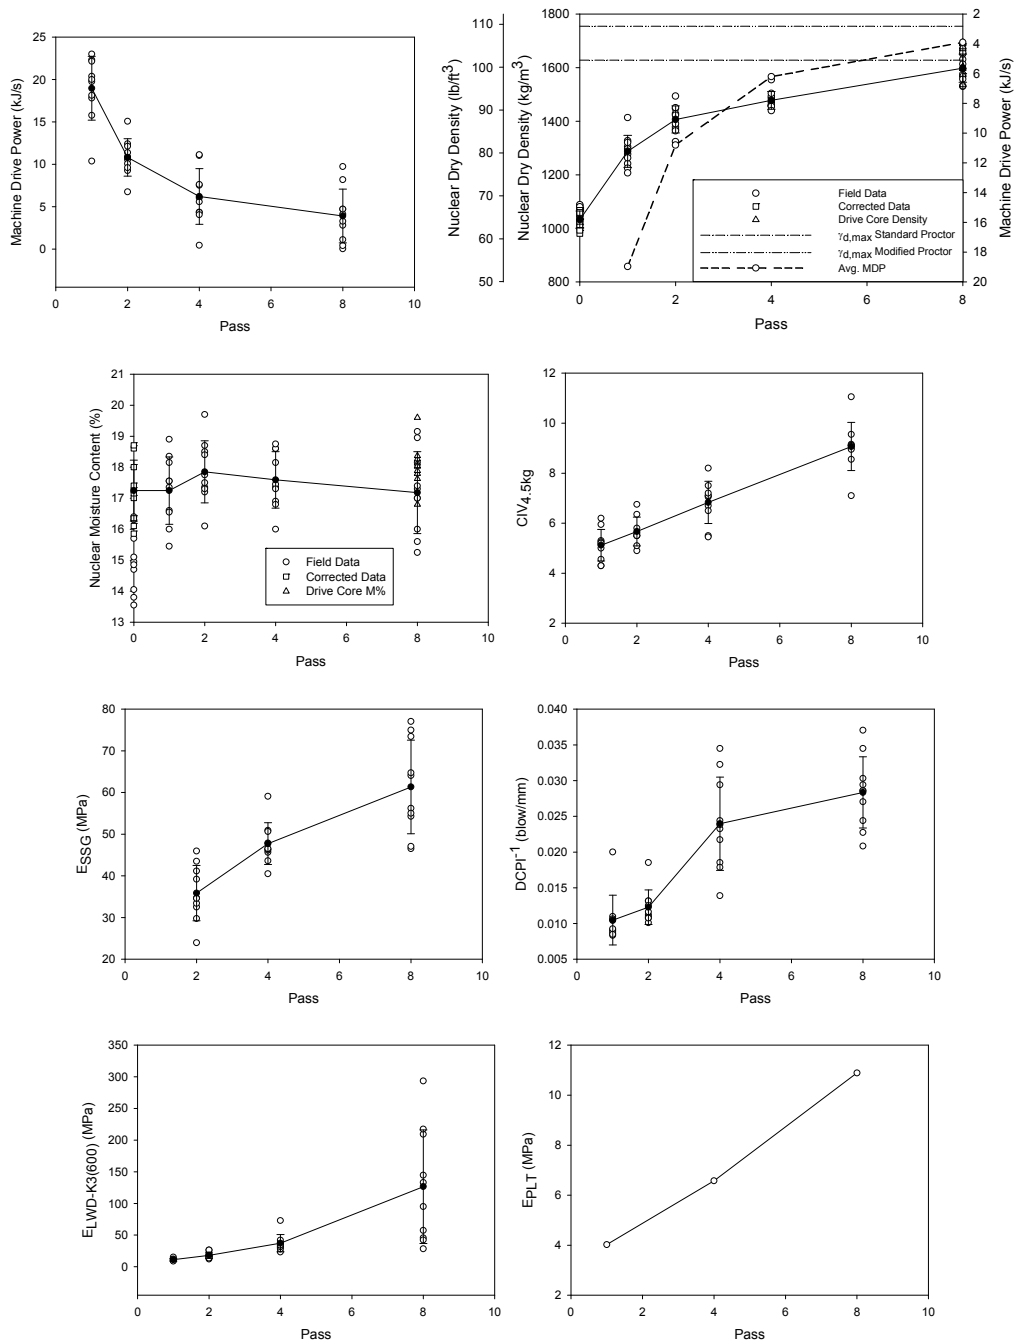 Machine Drive Power (kJ/s)
25
20
15
10
5
0
0 2 4 6 8 10
Pass
Nuclear Dry Density (lb/ft³)
110
100
90
80
70
60
50
Nuclear Dry Density (kg/m³)
1800
1600
1400
1200
1000
800
0 2 4 6 8
Pass
Machine Drive Power (kJ/s)
2
4
6
8
10
12
14
16
18
20
Field Data
Corrected Data
Drive Core Density
γd,max Standard Proctor
γd,max Modified Proctor
Avg. MDP
Nuclear Moisture Content (%)
21
20
19
18
17
16
15
14
13
0 2 4 6 8 10
Pass
Field Data
Corrected Data
Drive Core M%
CIV4.5kg
12
10
8
6
4
2
0 2 4 6 8 10
Pass
ESSG (MPa)
80
70
60
50
40
30
20
0 2 4 6 8 10
Pass
DCPI-1 (blow/mm)
0.040
0.035
0.030
0.025
0.020
0.015
0.010
0.005
0 2 4 6 8 10
Pass
ELWD-K3(600) (MPa)
350
300
250
200
150
100
50
0
0 2 4 6 8 10
Pass
EPLT (MPa)
12
10
8
6
4
2
0 2 4 6 8 10
Pass